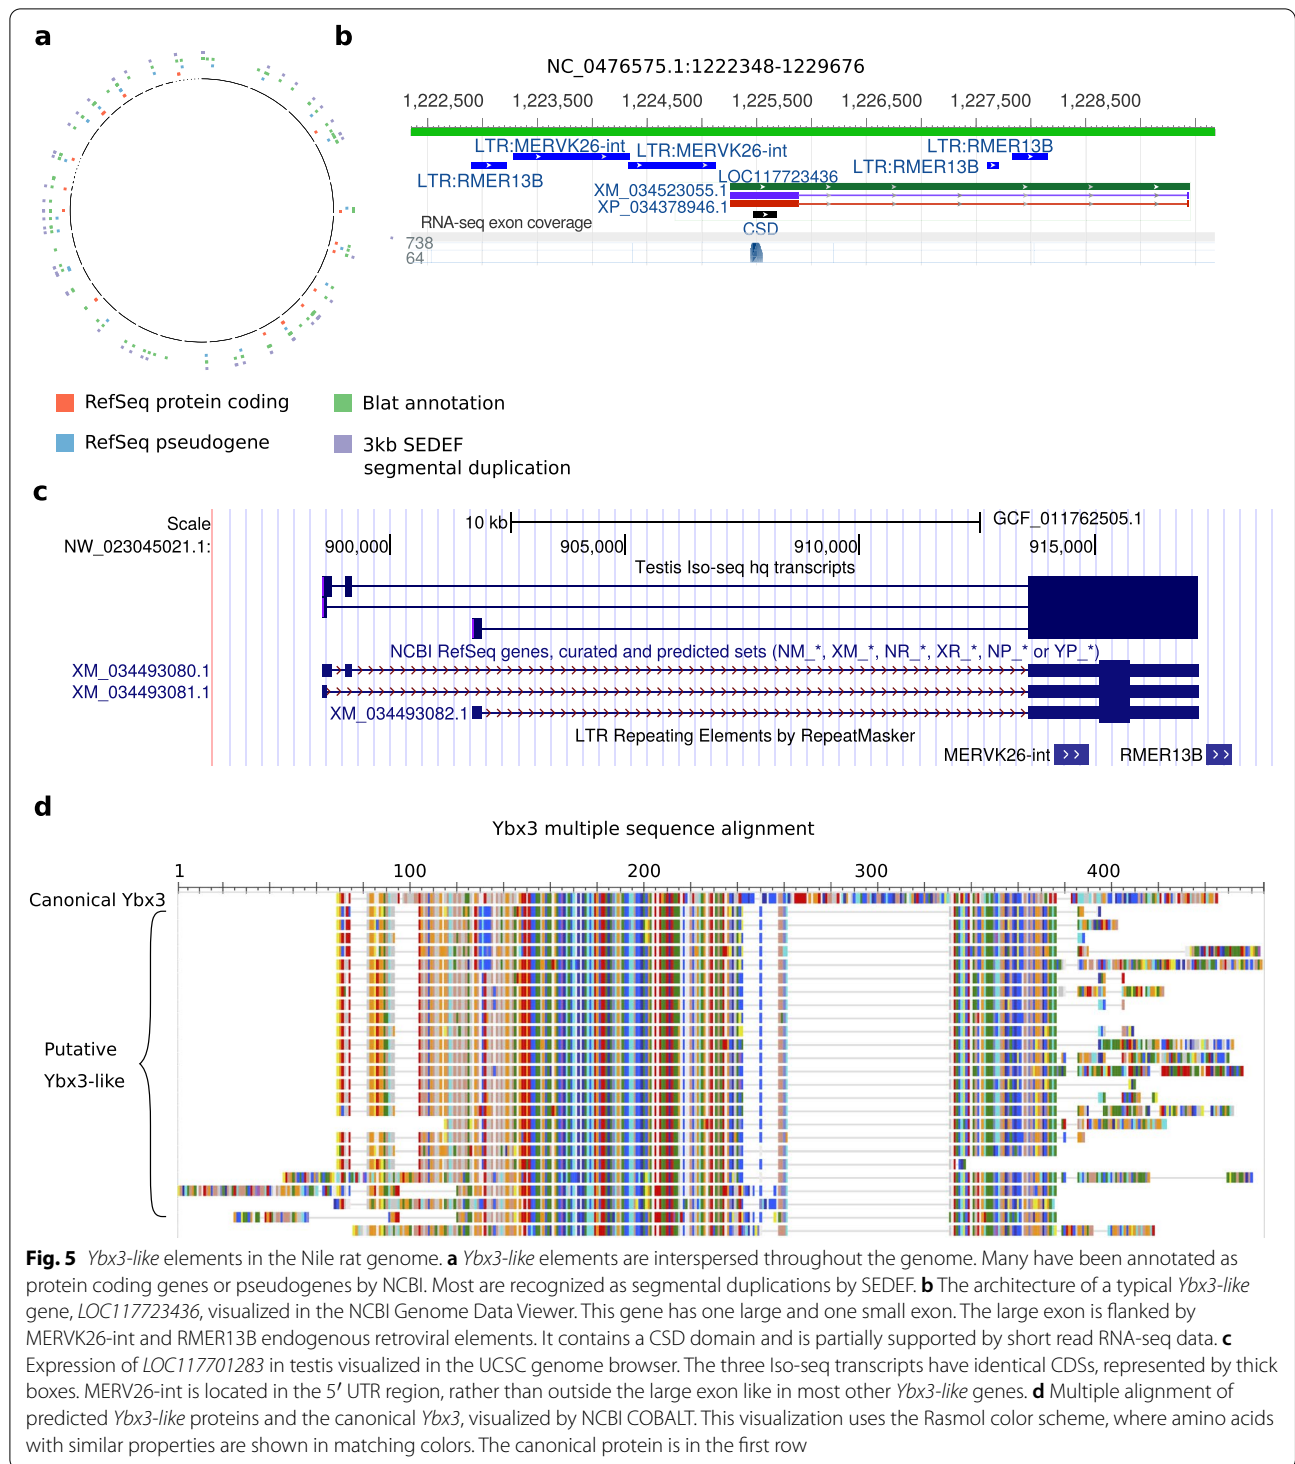 a
b
NC_0476575.1:1222348-1229676
1,222,500 1,223,500 1,224,500 1,225,500 1,226,500 1,227,500 1,228,500
LTR:MERVK26-int LTR:MERVK26-int LTR:RMER13B
LTR:RMER13B LTR:RMER13B
LOC117723436
XM_034523055.1
XP_034378946.1
RNA-seq exon coverage CSD
738
64
RefSeq protein coding Blat annotation
RefSeq pseudogene 3kb SEDEF
segmental duplication
c
Scale 10 kb GCF_011762505.1
NW_023045021.1: 900,000 905,000 910,000 915,000
Testis Iso-seq hq transcripts
NCBI RefSeq genes, curated and predicted sets (NM_*, XM_*, NR_*, XR_*, NP_* or YP_*)
XM_034493080.1
XM_034493081.1
XM_034493082.1
LTR Repeating Elements by RepeatMasker
MERVK26-int RMER13B
d
Ybx3 multiple sequence alignment
1 100 200 300 400
Canonical Ybx3
Putative
Ybx3-like
Fig. 5 Ybx3-like elements in the Nile rat genome. a Ybx3-like elements are interspersed throughout the genome. Many have been annotated as
protein coding genes or pseudogenes by NCBI. Most are recognized as segmental duplications by SEDEF. b The architecture of a typical Ybx3-like
gene, LOC117723436, visualized in the NCBI Genome Data Viewer. This gene has one large and one small exon. The large exon is flanked by
MERVK26-int and RMER13B endogenous retroviral elements. It contains a CSD domain and is partially supported by short read RNA-seq data. c
Expression of LOC117701283 in testis visualized in the UCSC genome browser. The three Iso-seq transcripts have identical CDSs, represented by thick
boxes. MERV26-int is located in the 5′ UTR region, rather than outside the large exon like in most other Ybx3-like genes. d Multiple alignment of
predicted Ybx3-like proteins and the canonical Ybx3, visualized by NCBI COBALT. This visualization uses the Rasmol color scheme, where amino acids
with similar properties are shown in matching colors. The canonical protein is in the first row